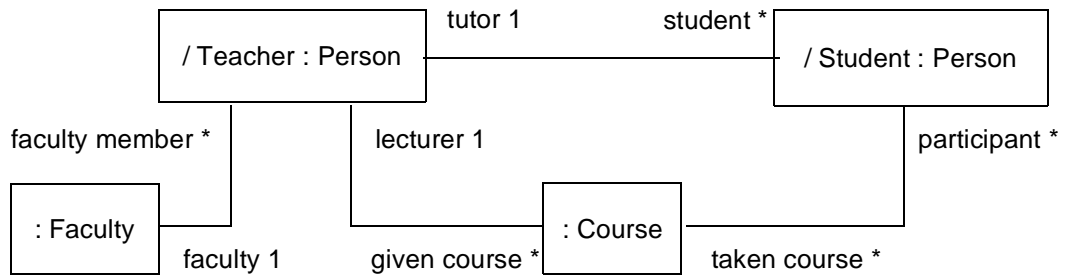 tutor 1
student *
/ Teacher : Person
/ Student : Person
faculty member *
lecturer 1
participant *
: Faculty
: Course
faculty 1
given course *
taken course *